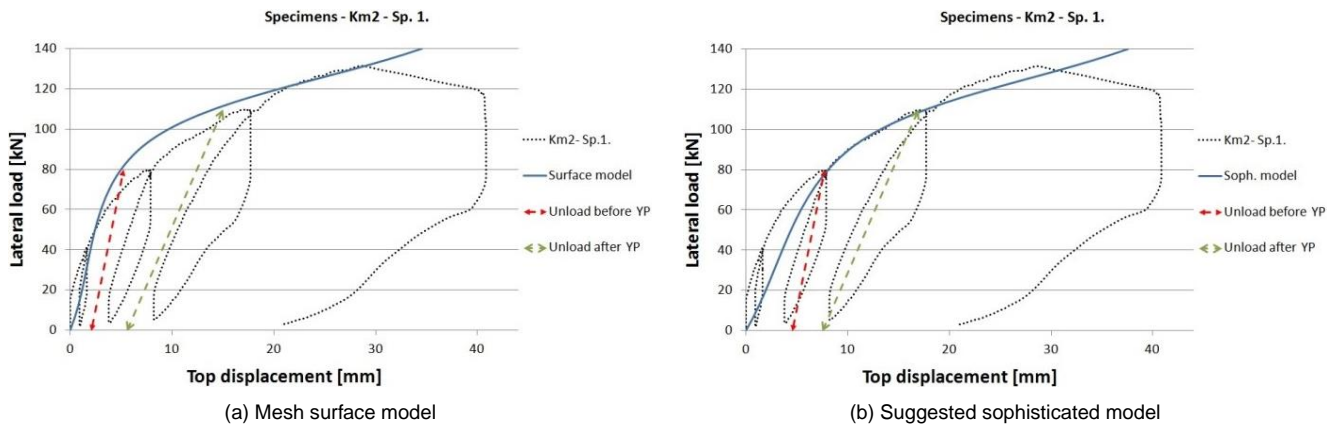 Specimens - Km2 - Sp. 1.
140
120
100
80
60
40
20
0
Lateral load [kN]
0
10
20
30
40
Top displacement [mm]
Km2- Sp.1.
Surface model
Unload before YP
Unload after YP
(a) Mesh surface model
Specimens - Km2 - Sp. 1.
140
120
100
80
60
40
20
0
Lateral load [kN]
0
10
20
30
40
Top displacement [mm]
Km2- Sp.1.
Soph. model
Unload before YP
Unload after YP
(b) Suggested sophisticated model